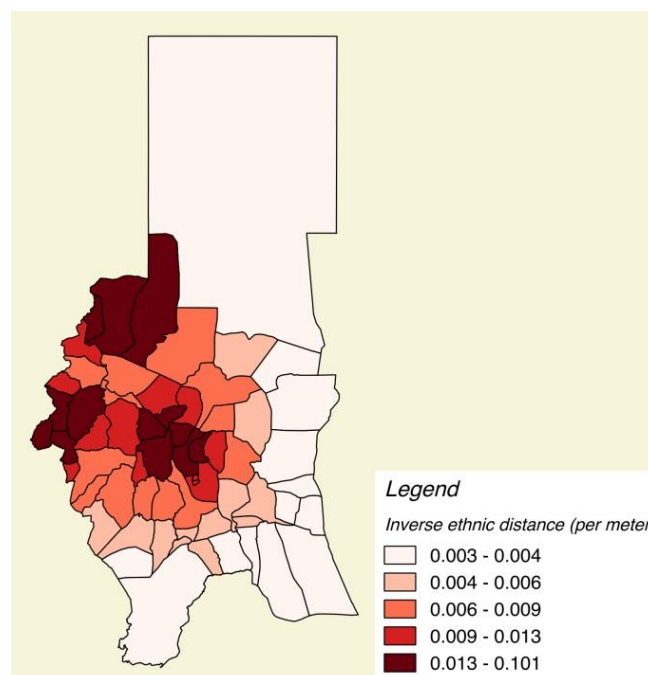 Legend
Inverse ethnic distance (per meter
0.003 - 0.004
0.004 - 0.006
0.006 - 0.009
0.009 - 0.013
0.013 - 0.101